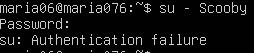 maria06@maria076:~$ su - Scooby
Password:
su: Authentication failure